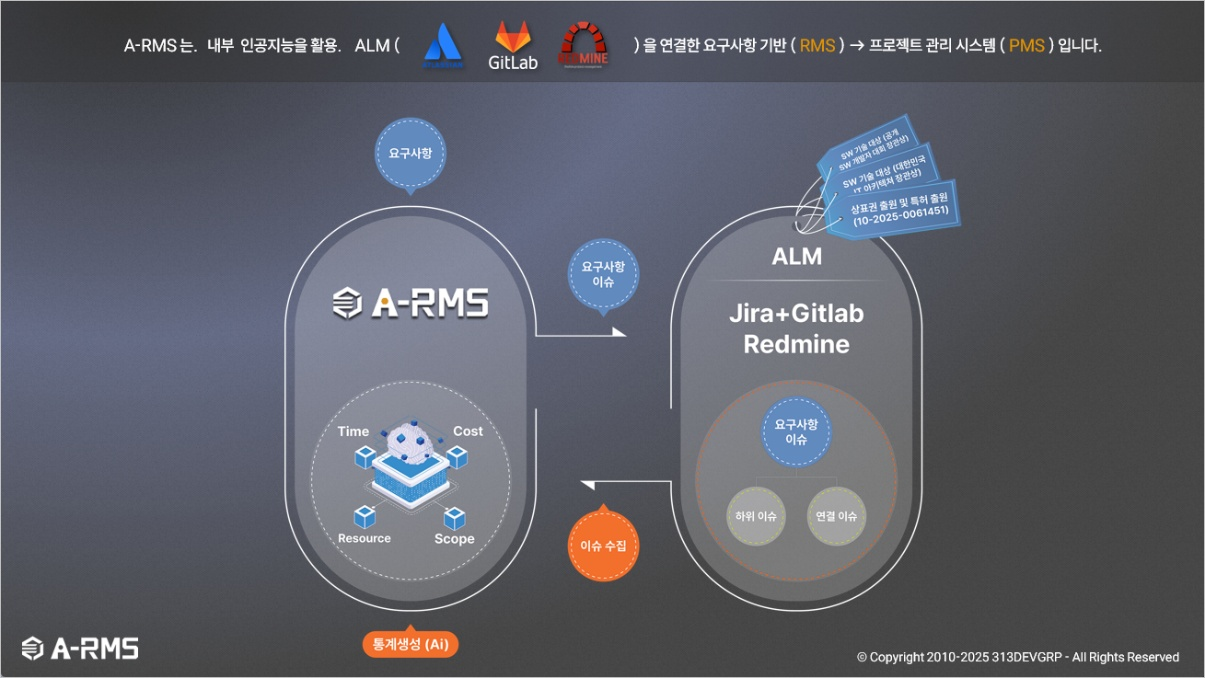 A-RMS는. 내부 인공지능을 활용. ALM ( ATLASSIAN GitLab REDMINE ) 을 연결한 요구사항 기반 ( RMS ) → 프로젝트 관리 시스템 ( PMS ) 입니다.
요구사항
SW 기술 대상 (공개
SW 개발자 대회 장관상)
SW 기술 대상 (대한민국
IT 아키텍처 장관상)
상표권 출원 및 특허 출원
(10-2025-0061451)
A-RMS
요구사항
이슈
ALM
Jira+Gitlab
Redmine
Time
Cost
Resource
Scope
요구사항
이슈
하위 이슈
연결 이슈
이슈 수집
통계생성 (Ai)
A-RMS
© Copyright 2010-2025 313DEVGRP - All Rights Reserved